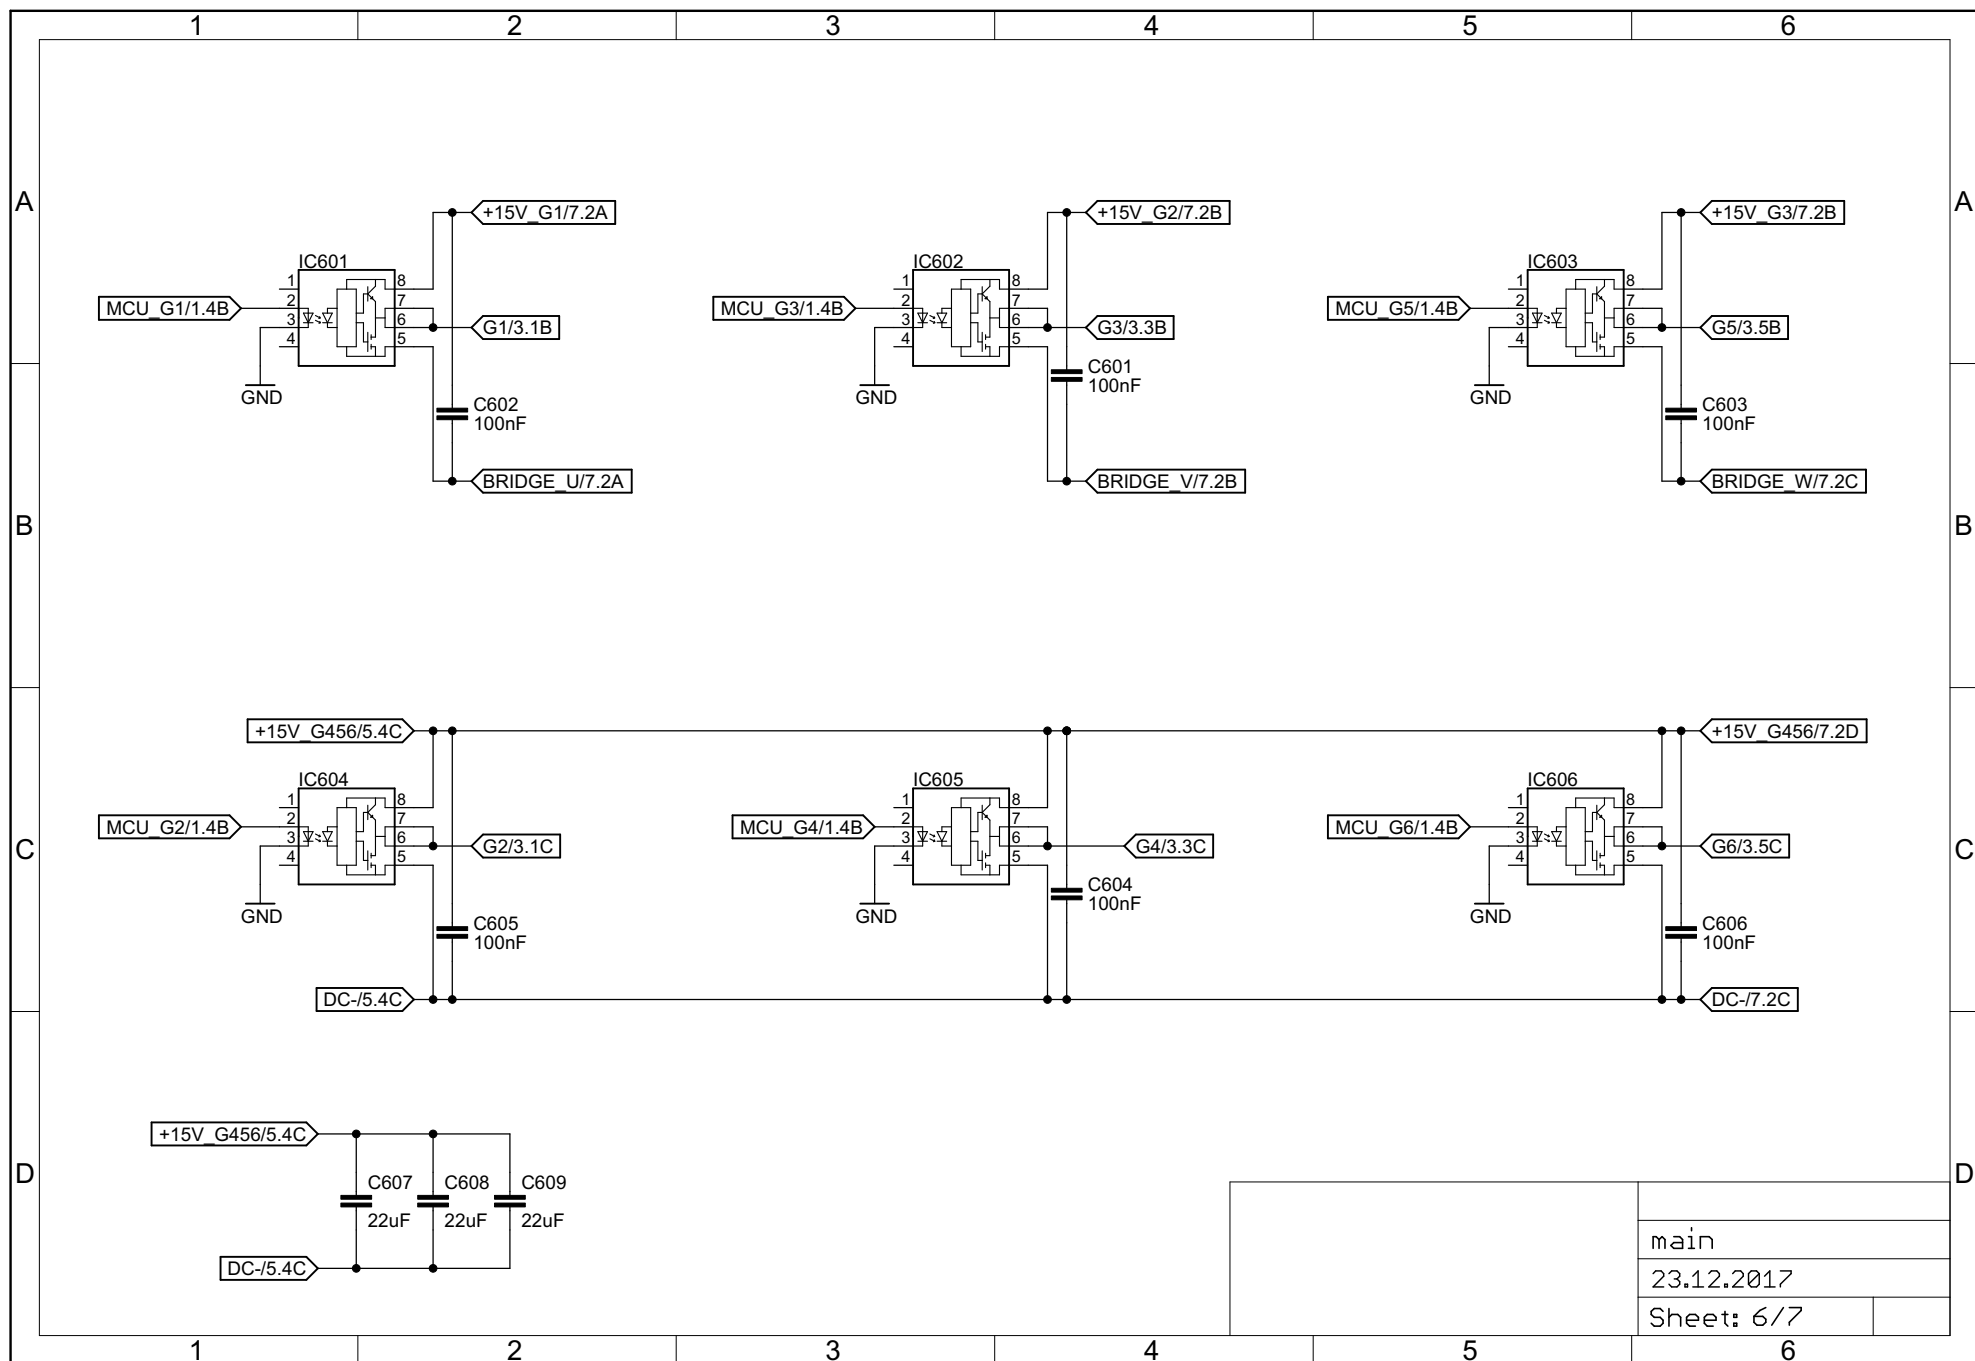 1 2 3 4 5 6
A A
+15V_G1/7.2A +15V_G2/7.2B +15V_G3/7.2B
IC601 IC602 IC603
1 8 1 8 1 8
MCU_G1/1.4B 2 7 MCU_G3/1.4B 2 7 MCU_G5/1.4B 2 7
3 6 G1/3.1B 3 6 G3/3.3B 3 6 G5/3.5B
4 5 4 5 4 5
C601
100nF
GND GND GND
C602 C603
100nF 100nF
BRIDGE_U/7.2A BRIDGE_V/7.2B BRIDGE_W/7.2C
B B
+15V_G456/5.4C +15V_G456/7.2D
IC604 IC605 IC606
1 8 1 8 1 8
MCU_G2/1.4B 2 7 MCU_G4/1.4B 2 7 MCU_G6/1.4B 2 7
C 3 6 G2/3.1C 3 6 G4/3.3C 3 6 G6/3.5C C
4 5 4 5 4 5
C604
100nF
GND GND GND
C605 C606
100nF 100nF
DC-/5.4C DC-/7.2C
+15V_G456/5.4C
D D
C607 C608 C609
22uF 22uF 22uF
DC-/5.4C
main
23.12.2017
Sheet: 6/7
1 2 3 4 5 6